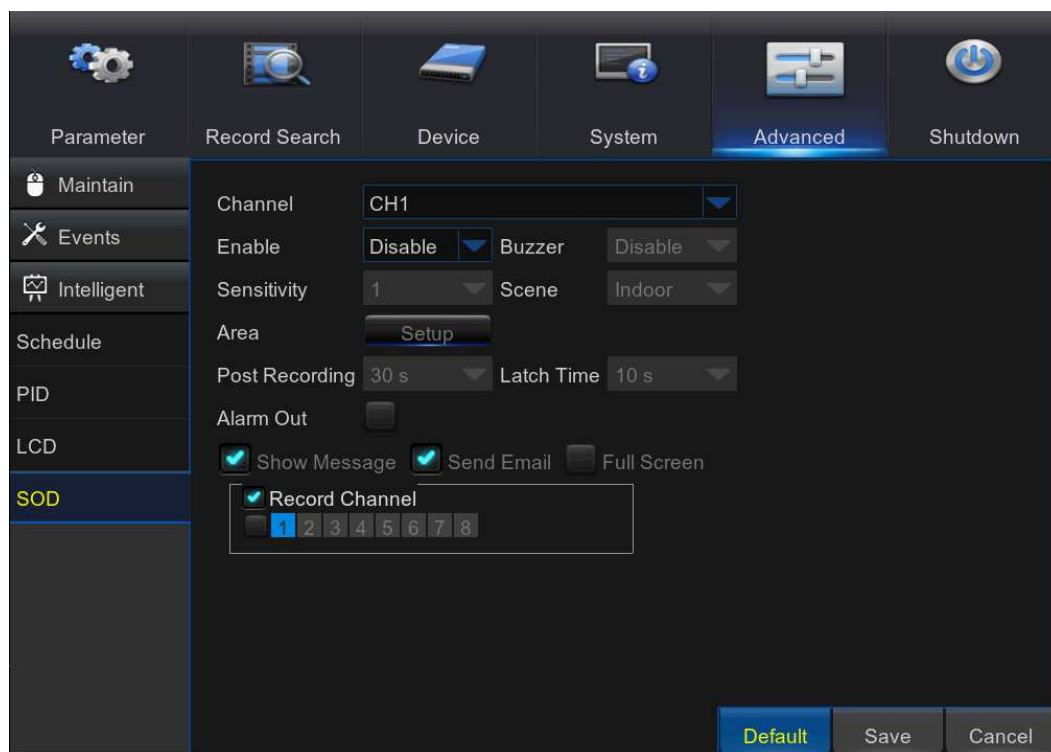 Parameter Record Search Device System Advanced Shutdown
Maintain
Events
Intelligent
Schedule
PID
LCD
SOD
Channel CH1
Enable Disable Buzzer Disable
Sensitivity 1 Scene Indoor
Area Setup
Post Recording 30 s Latch Time 10 s
Alarm Out
Show Message Send Email Full Screen
Record Channel
1 2 3 4 5 6 7 8
Default Save Cancel